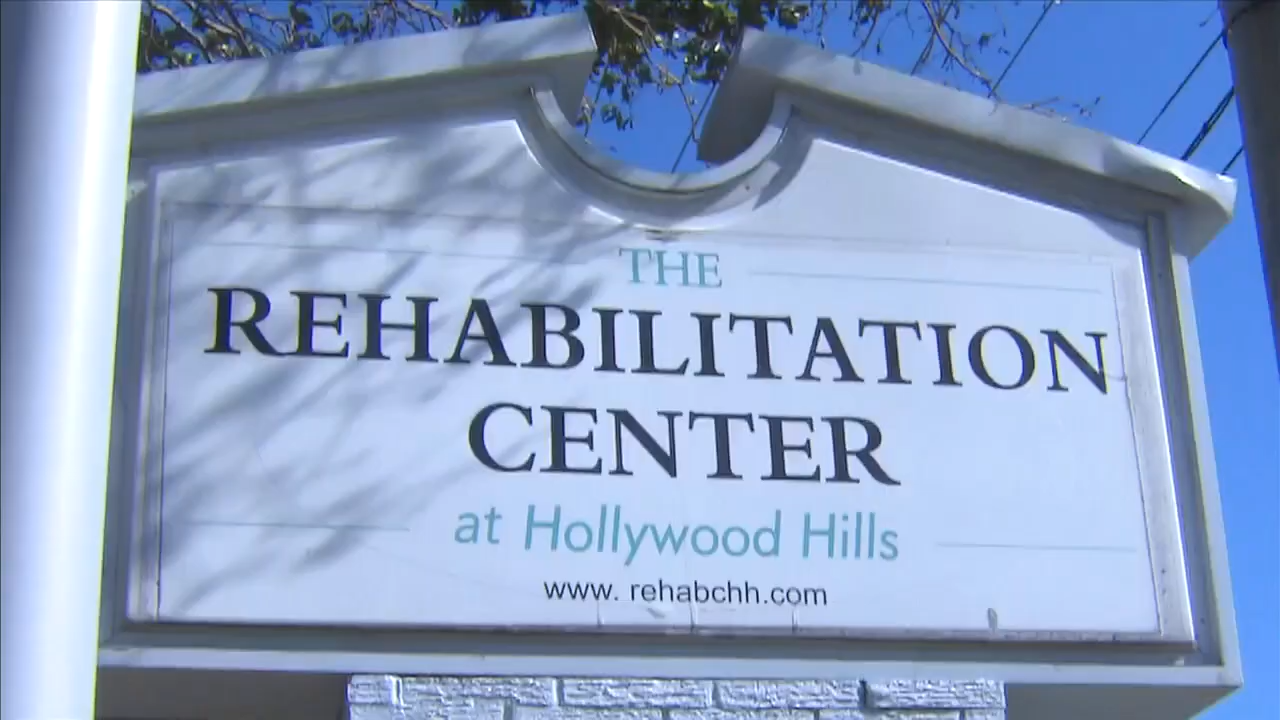 THE
REHABILITATION
CENTER
at Hollywood Hills
www. rehabchh.com